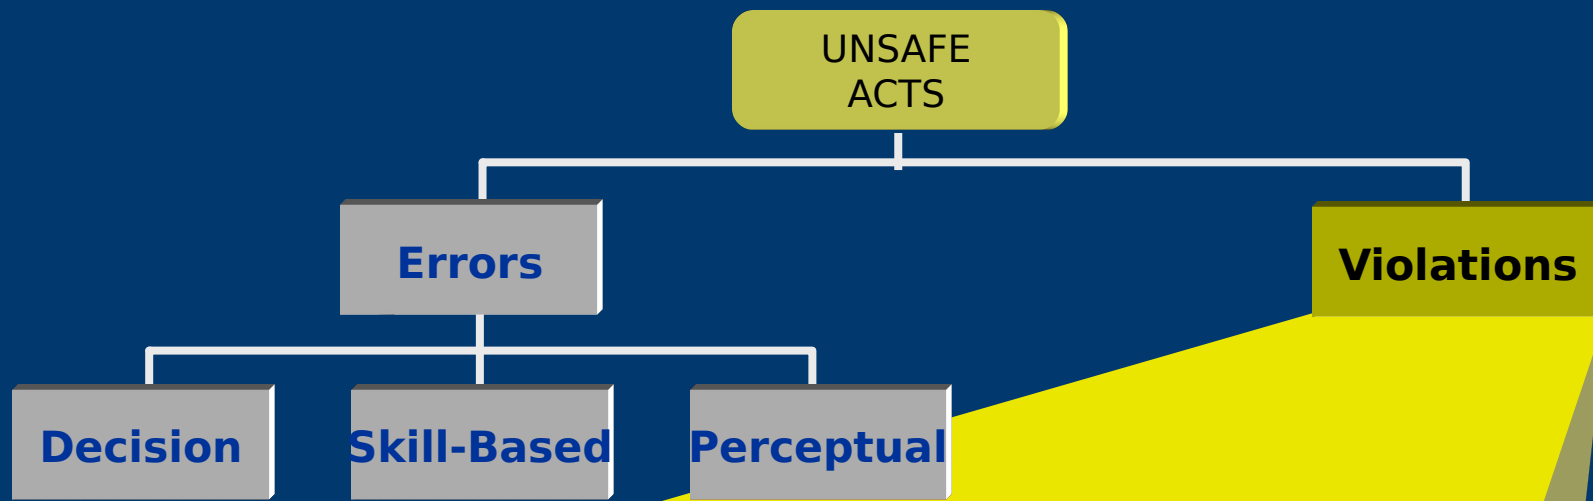 UNSAFE
ACTS
Errors
Violations
Decision
Skill-Based
Perceptual